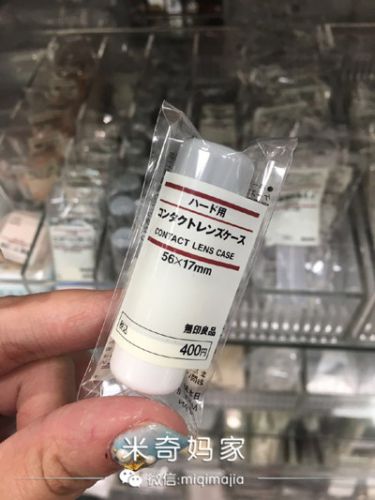 ハード用
コンタクトレンズケース
CONTACT LENS CASE
56×17mm
無印良品
税込
400円
米奇妈家
微信:miqimajia